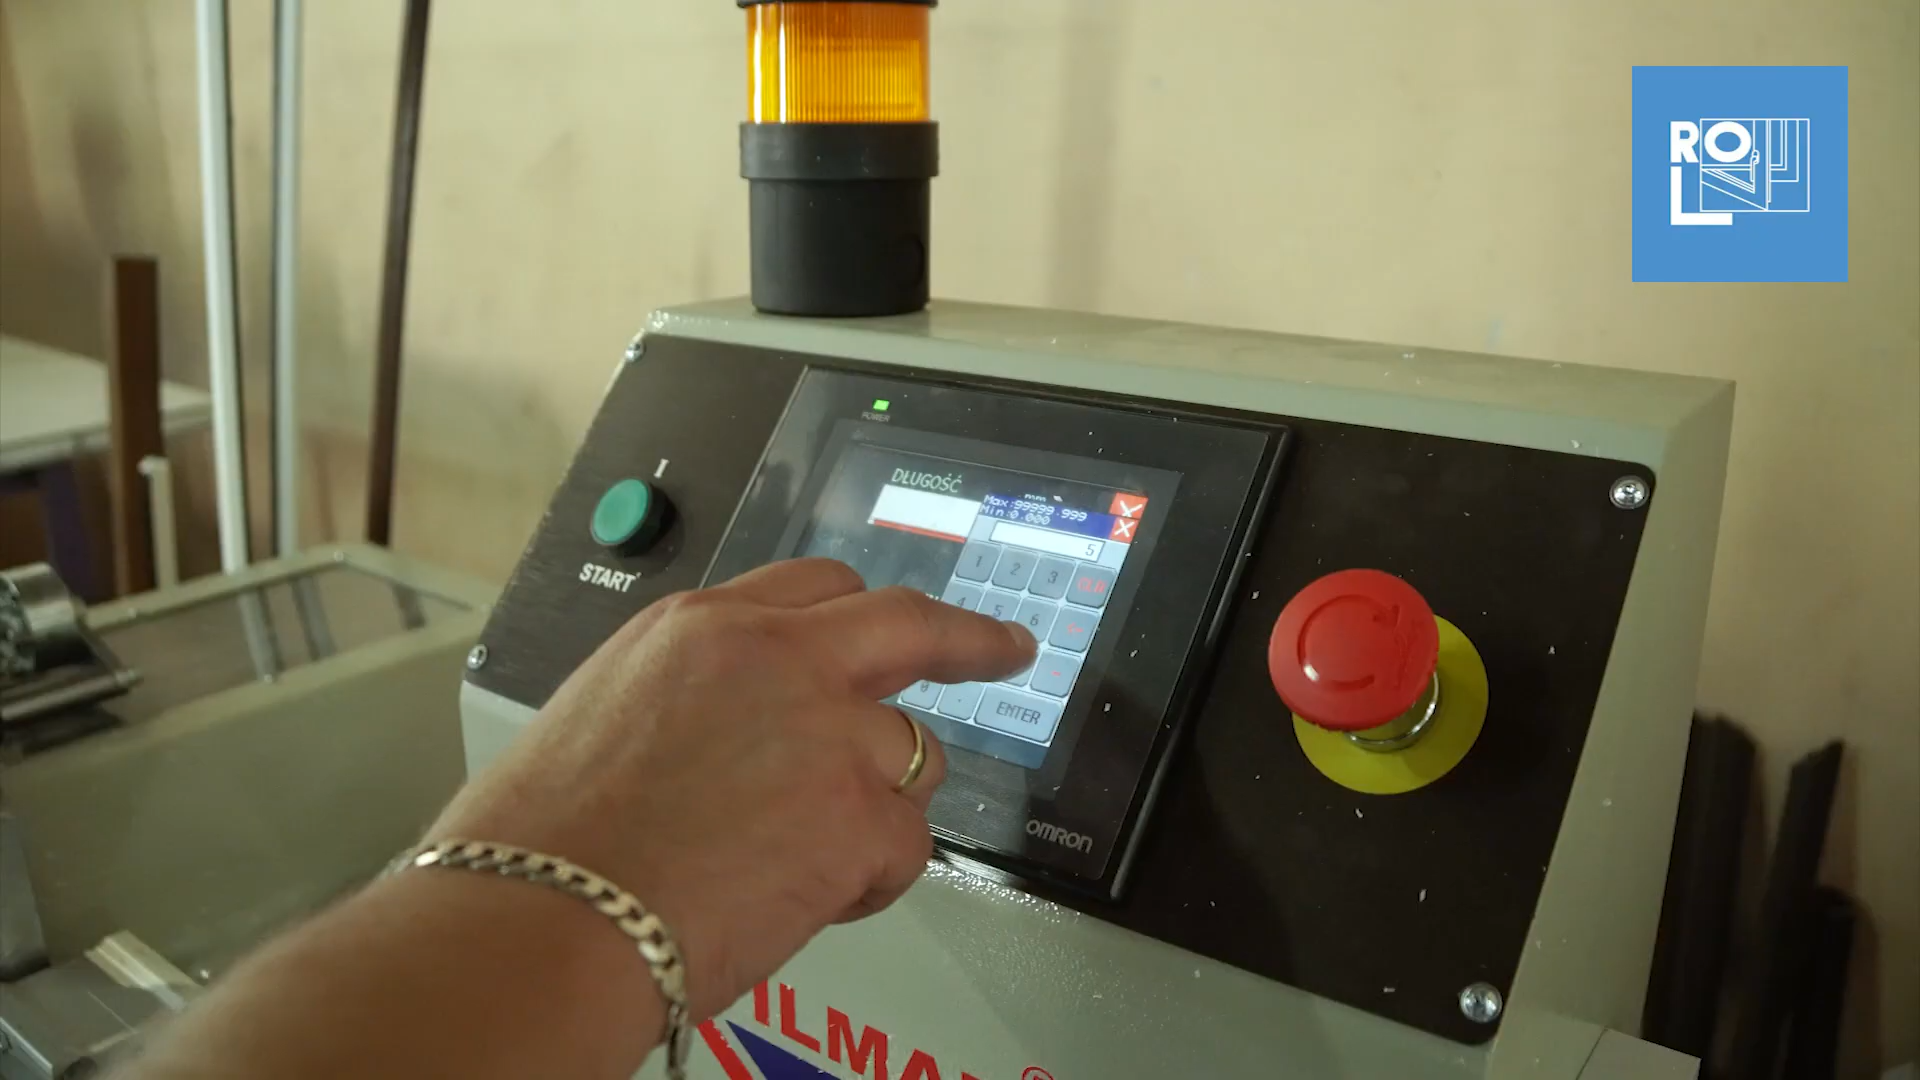 RO
L
POWER
I
START
DŁUGOŚĆ
mm
Max:99999.999
Min:0.000
5
1 2 3 CLR
4 5 6
0 . -
ENTER
OMRON
ILMA
®